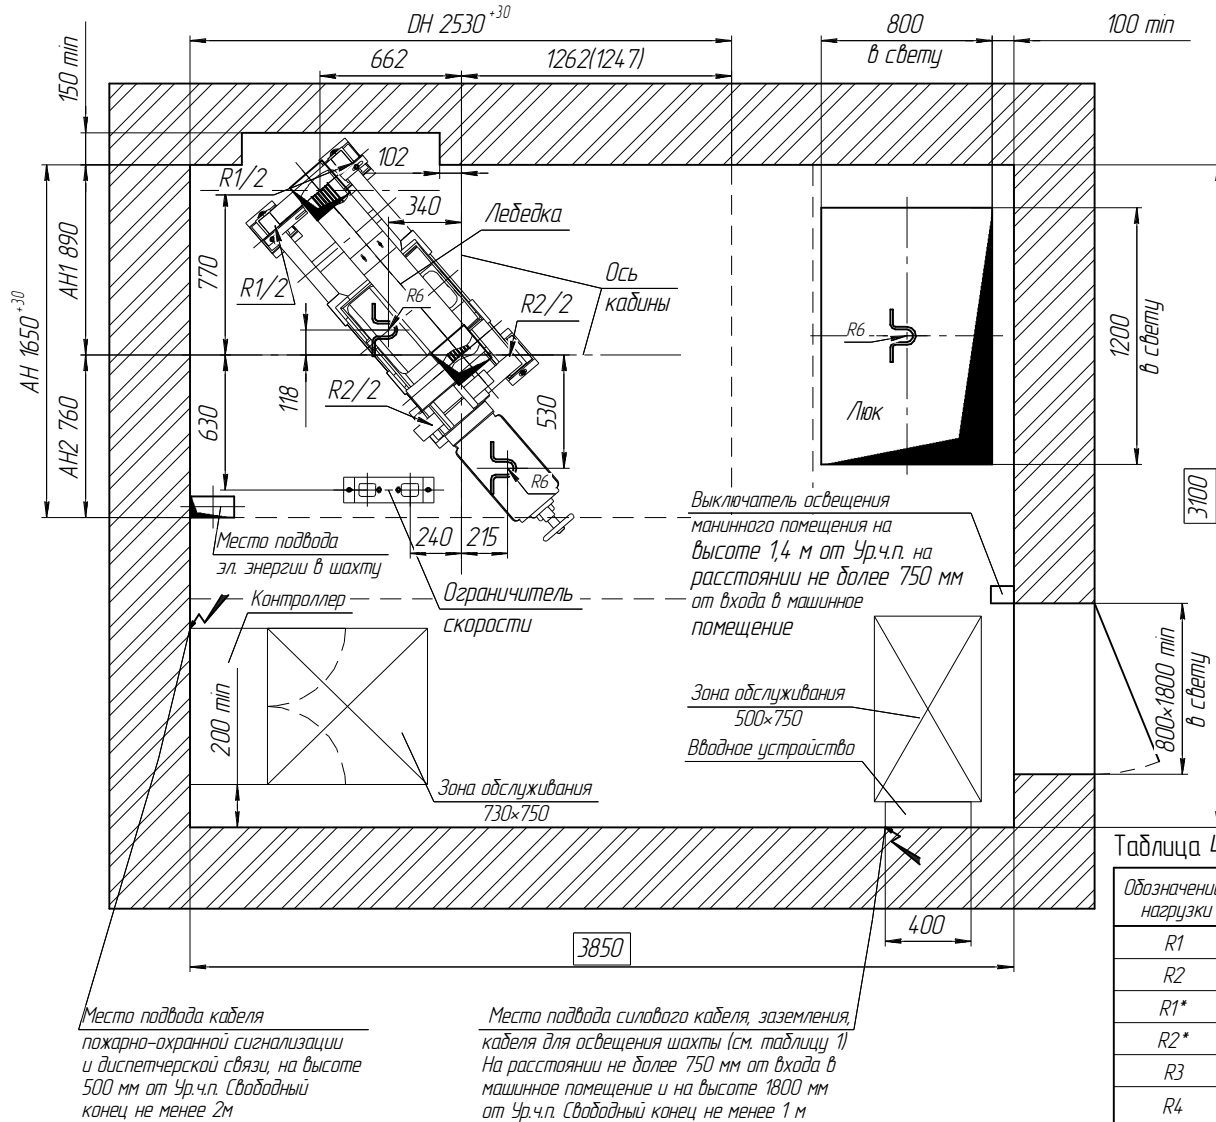 DH 2530 +30
800
в свету
100 min
150 min
662
1262(1247)
R1/2
102
340
Лебедка
АН 1650+30
АН1 890
770
R1/2
R6
Ось
кабины
R2/2
R6
1200
в свету
Люк
118
R2/2
530
АН2 760
630
R6
3100
Выключатель освещения
манинного помещения на
высоте 1,4 м от Ур.ч.п. на
расстоянии не более 750 мм
от входа в машинное
помещение
Место подвода
эл. энергии в шахту
240
215
Контроллер
Ограничитель
скорости
200 min
Зона обслуживания
730×750
Зона обслуживания
500×750
Вводное устройство
800×1800 min
в свету
400
3850
Таблица
Обозначение
нагрузки
R1
R2
R1*
R2*
R3
R4
Место подвода кабеля
пожарно-охранной сигнализации
и диспетчерской связи, на высоте
500 мм от Ур.ч.п. Свободный
конец не менее 2м
Место подвода силового кабеля, заземления,
кабеля для освещения шахты (см. таблицу 1)
На расстоянии не более 750 мм от входа в
машинное помещение и на высоте 1800 мм
от Ур.ч.п. Свободный конец не менее 1 м